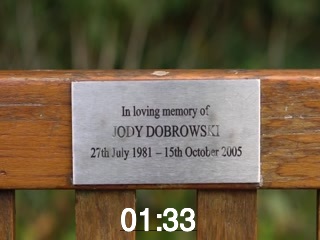 In loving memory of
JODY DOBROWSKI
27th July 1981 – 15th October 2005
01:33